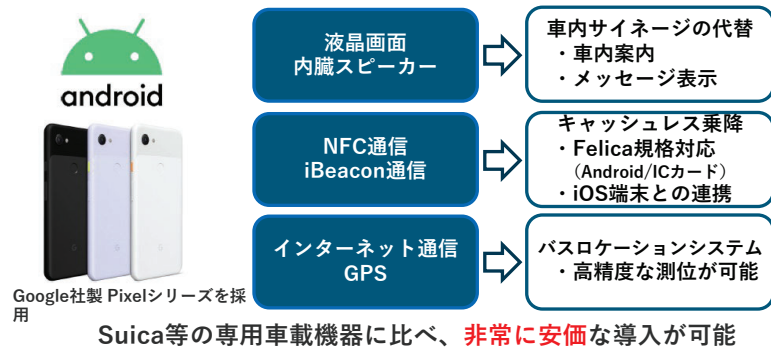 android
Google社製 Pixelシリーズを採
用
液晶画面
内臓スピーカー
車内サイネージの代替
・車内案内
・メッセージ表示
NFC通信
iBeacon通信
キャッシュレス乗降
・Felica規格対応
（Android/ICカード）
・iOS端末との連携
インターネット通信
GPS
バスロケーションシステム
・高精度な測位が可能
Suica等の専用車載機器に比べ、非常に安価な導入が可能